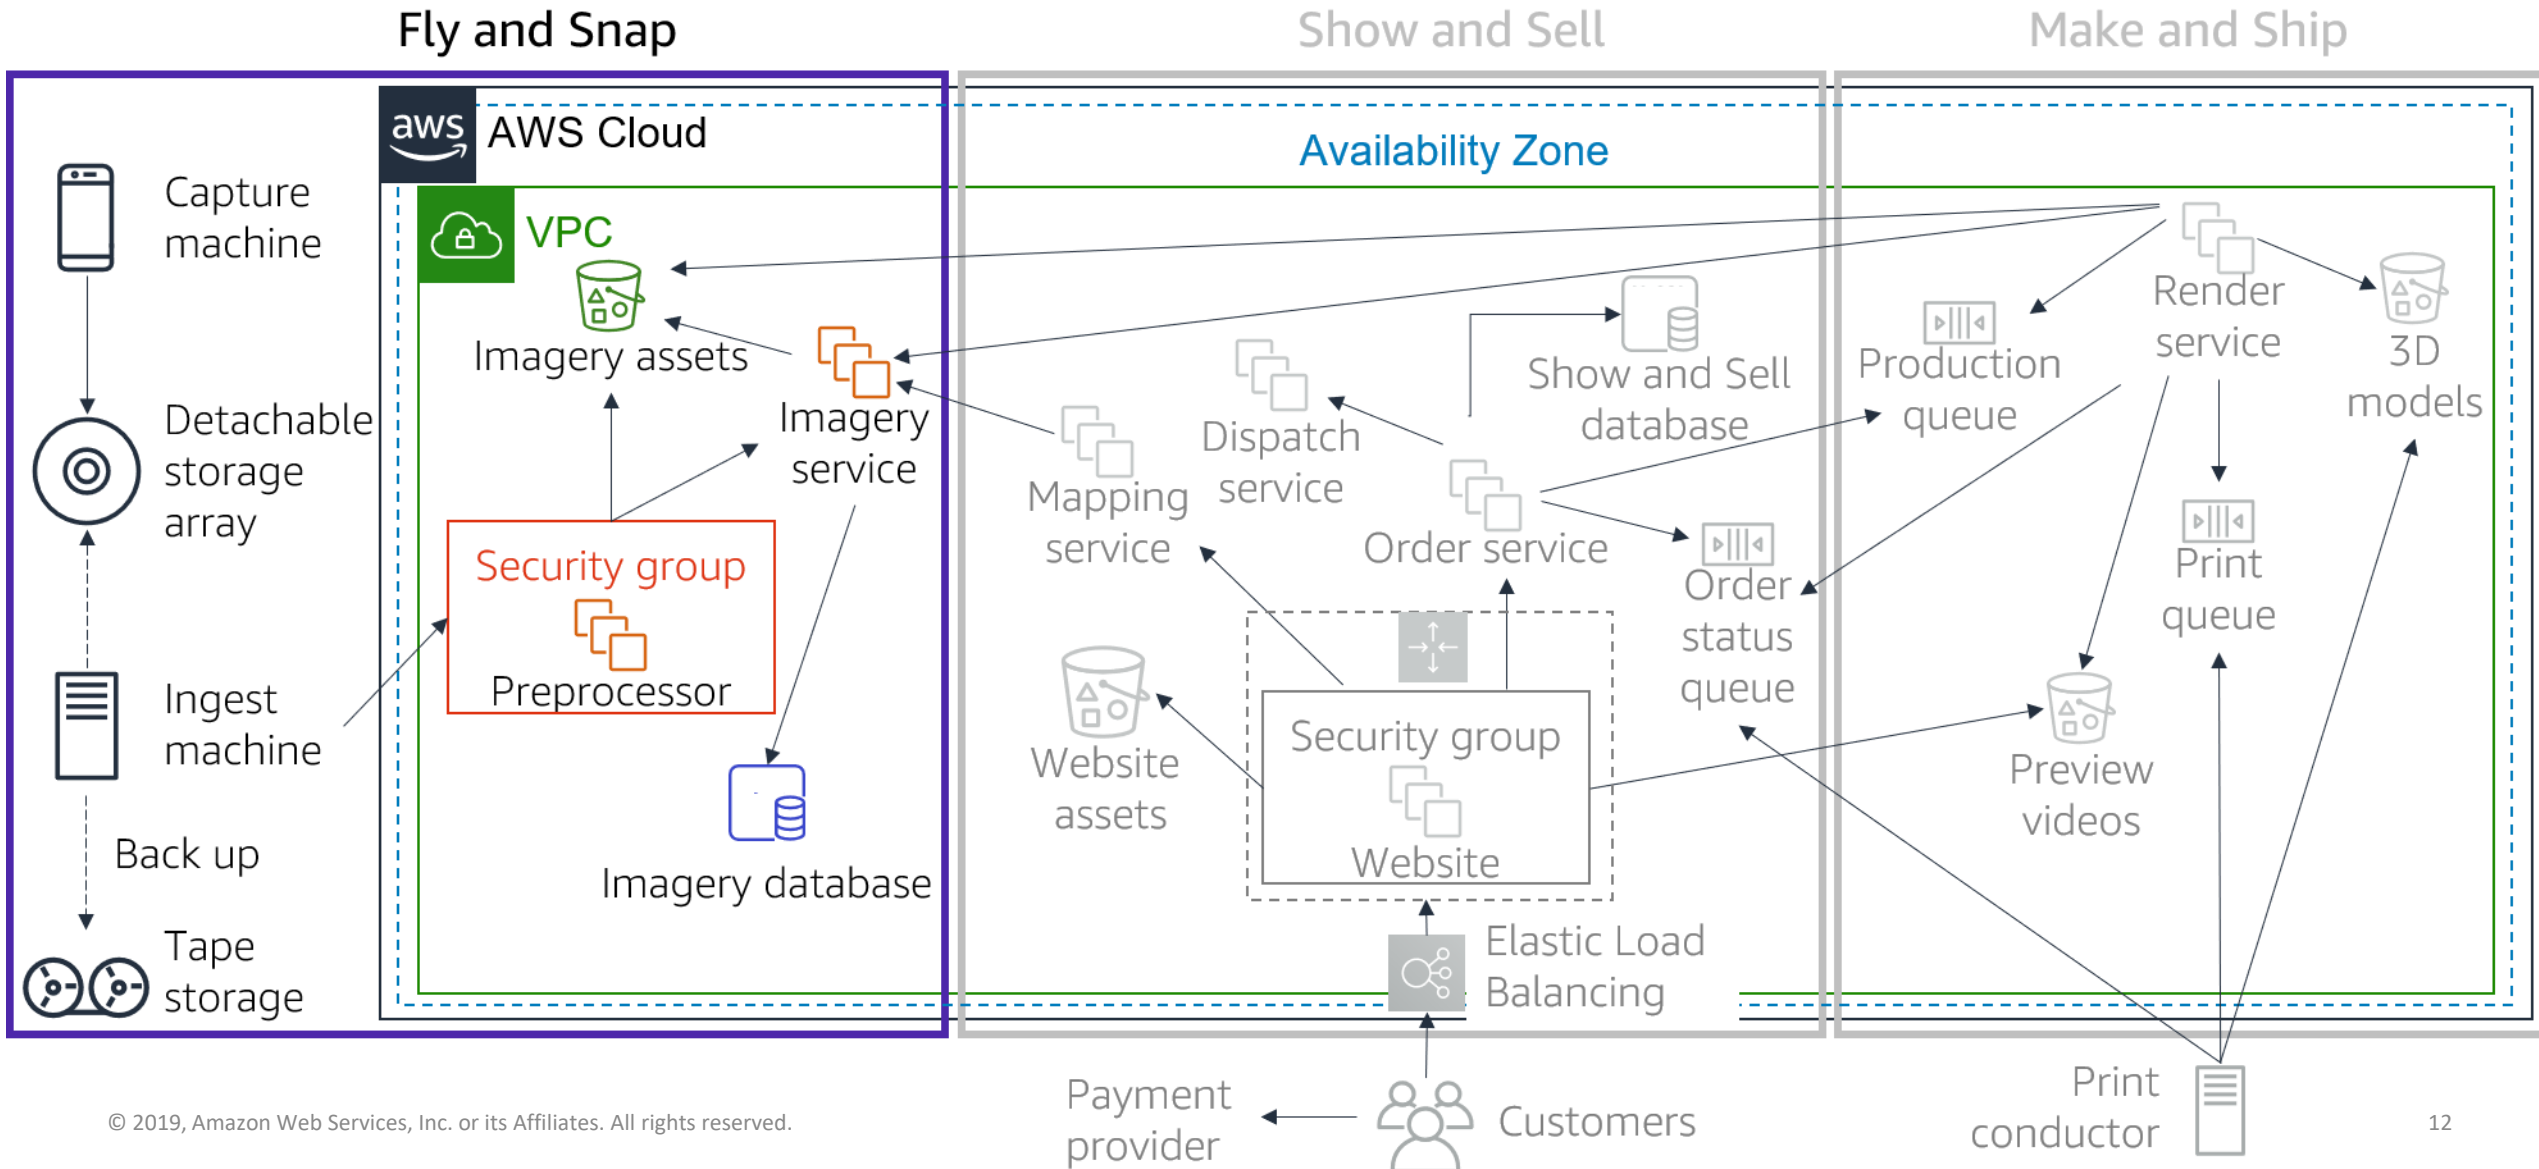 Fly and Snap
Show and Sell
Make and Ship
aws
AWS Cloud
Availability Zone
VPC
Capture
machine
Detachable
storage
array
Ingest
machine
Back up
Tape
storage
Imagery assets
Imagery
service
Security group
Preprocessor
Imagery database
Mapping
service
Dispatch
service
Show and Sell
database
Order service
Order
status
queue
Website
assets
Security group
Website
Elastic Load
Balancing
Production
queue
Render
service
3D
models
Print
queue
Preview
videos
Payment
provider
Customers
Print
conductor
© 2019, Amazon Web Services, Inc. or its Affiliates. All rights reserved.
12